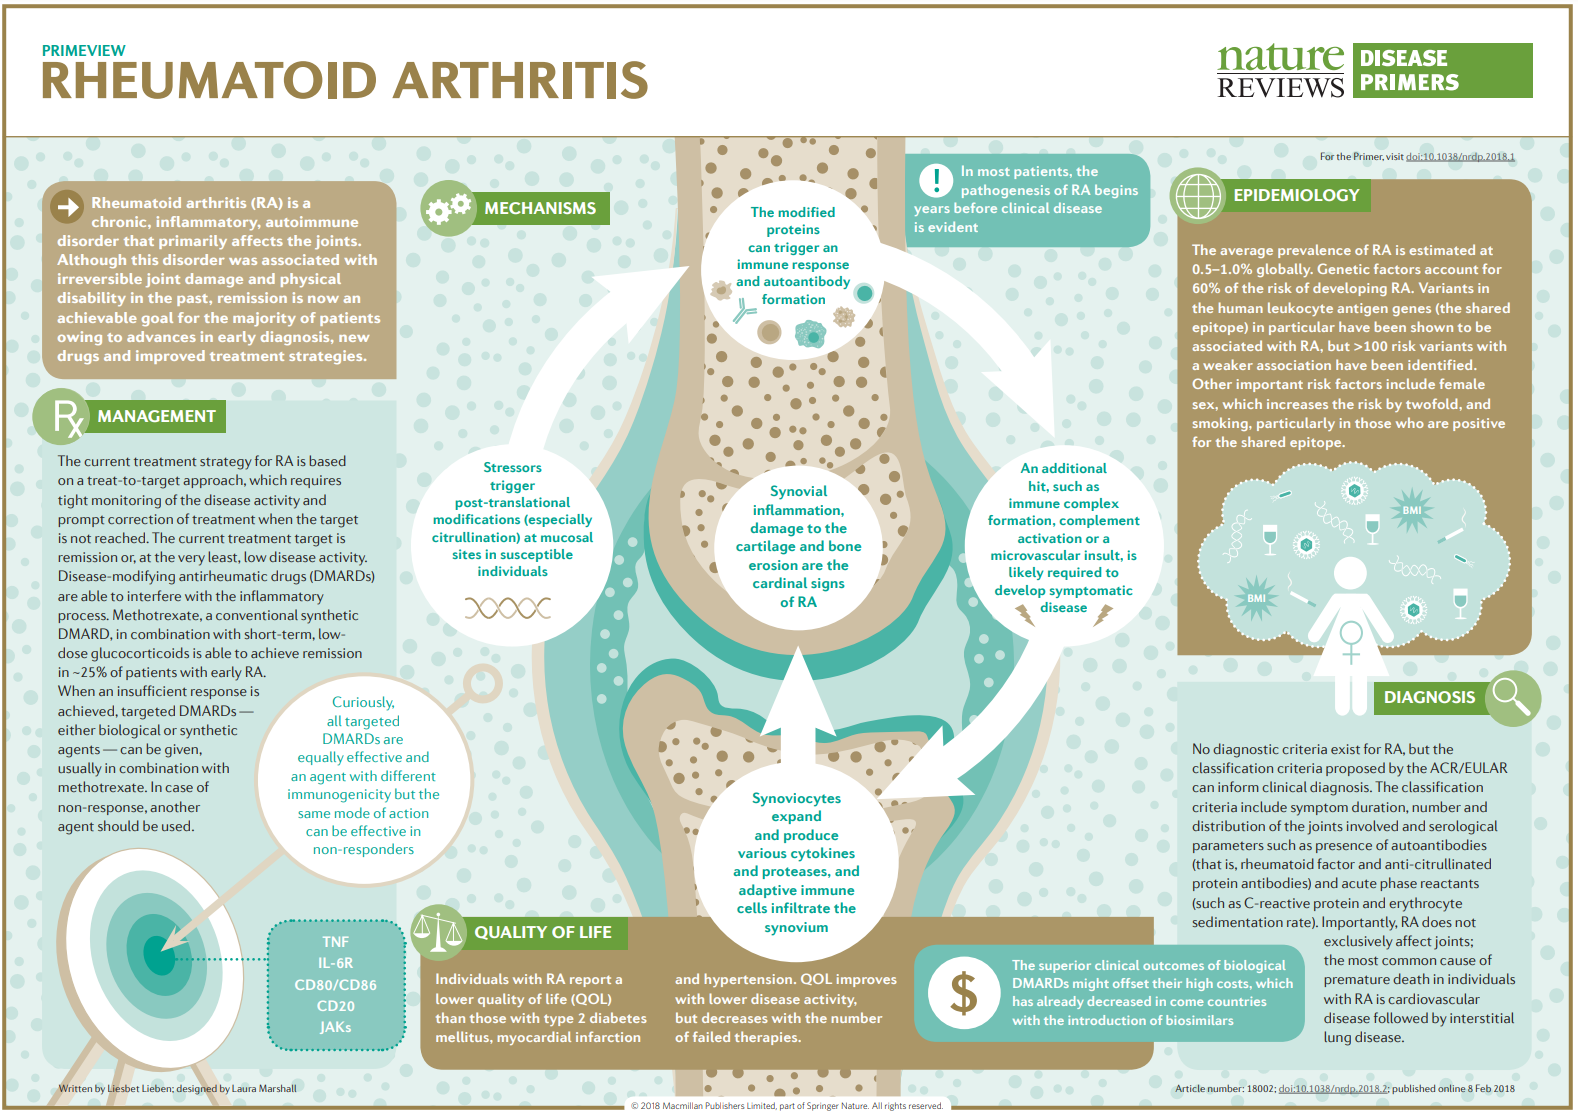 PRIMEVIEW
RHEUMATOID ARTHRITIS
nature
REVIEWS
DISEASE
PRIMERS
For the Primer, visit doi:10.1038/nrdp.2018.1
Rheumatoid arthritis (RA) is a
chronic, inflammatory, autoimmune
disorder that primarily affects the joints.
Although this disorder was associated with
irreversible joint damage and physical
disability in the past, remission is now an
achievable goal for the majority of patients
owing to advances in early diagnosis, new
drugs and improved treatment strategies.
Rx
MANAGEMENT
The current treatment strategy for RA is based
on a treat-to-target approach, which requires
tight monitoring of the disease activity and
prompt correction of treatment when the target
is not reached. The current treatment target is
remission or, at the very least, low disease activity.
Disease-modifying antirheumatic drugs (DMARDs)
are able to interfere with the inflammatory
process. Methotrexate, a conventional synthetic
DMARD, in combination with short-term, low-
dose glucocorticoids is able to achieve remission
in ~25% of patients with early RA.
When an insufficient response is
achieved, targeted DMARDs —
either biological or synthetic
agents — can be given,
usually in combination with
methotrexate. In case of
non-response, another
agent should be used.
Curiously,
all targeted
DMARDs are
equally effective and
an agent with different
immunogenicity but the
same mode of action
can be effective in
non-responders
TNF
IL-6R
CD80/CD86
CD20
JAKs
MECHANISMS
Stressors
trigger
post-translational
modifications (especially
citrullination) at mucosal
sites in susceptible
individuals
The modified
proteins
can trigger an
immune response
and autoantibody
formation
!
In most patients, the
pathogenesis of RA begins
years before clinical disease
is evident
An additional
hit, such as
immune complex
formation, complement
activation or a
microvascular insult, is
likely required to
develop symptomatic
disease
Synoviocytes
expand
and produce
various cytokines
and proteases, and
adaptive immune
cells infiltrate the
synovium
Synovial
inflammation,
damage to the
cartilage and bone
erosion are the
cardinal signs
of RA
QUALITY OF LIFE
Individuals with RA report a
lower quality of life (QOL)
than those with type 2 diabetes
mellitus, myocardial infarction
and hypertension. QOL improves
with lower disease activity,
but decreases with the number
of failed therapies.
$
The superior clinical outcomes of biological
DMARDs might offset their high costs, which
has already decreased in come countries
with the introduction of biosimilars
EPIDEMIOLOGY
The average prevalence of RA is estimated at
0.5–1.0% globally. Genetic factors account for
60% of the risk of developing RA. Variants in
the human leukocyte antigen genes (the shared
epitope) in particular have been shown to be
associated with RA, but >100 risk variants with
a weaker association have been identified.
Other important risk factors include female
sex, which increases the risk by twofold, and
smoking, particularly in those who are positive
for the shared epitope.
BMI
BMI
DIAGNOSIS
No diagnostic criteria exist for RA, but the
classification criteria proposed by the ACR/EULAR
can inform clinical diagnosis. The classification
criteria include symptom duration, number and
distribution of the joints involved and serological
parameters such as presence of autoantibodies
(that is, rheumatoid factor and anti-citrullinated
protein antibodies) and acute phase reactants
(such as C-reactive protein and erythrocyte
sedimentation rate). Importantly, RA does not
exclusively affect joints;
the most common cause of
premature death in individuals
with RA is cardiovascular
disease followed by interstitial
lung disease.
Written by Liesbet Lieben; designed by Laura Marshall
Article number: 18002; doi:10.1038/nrdp.2018.2; published online 8 Feb 2018
© 2018 Macmillan Publishers Limited, part of Springer Nature. All rights reserved.